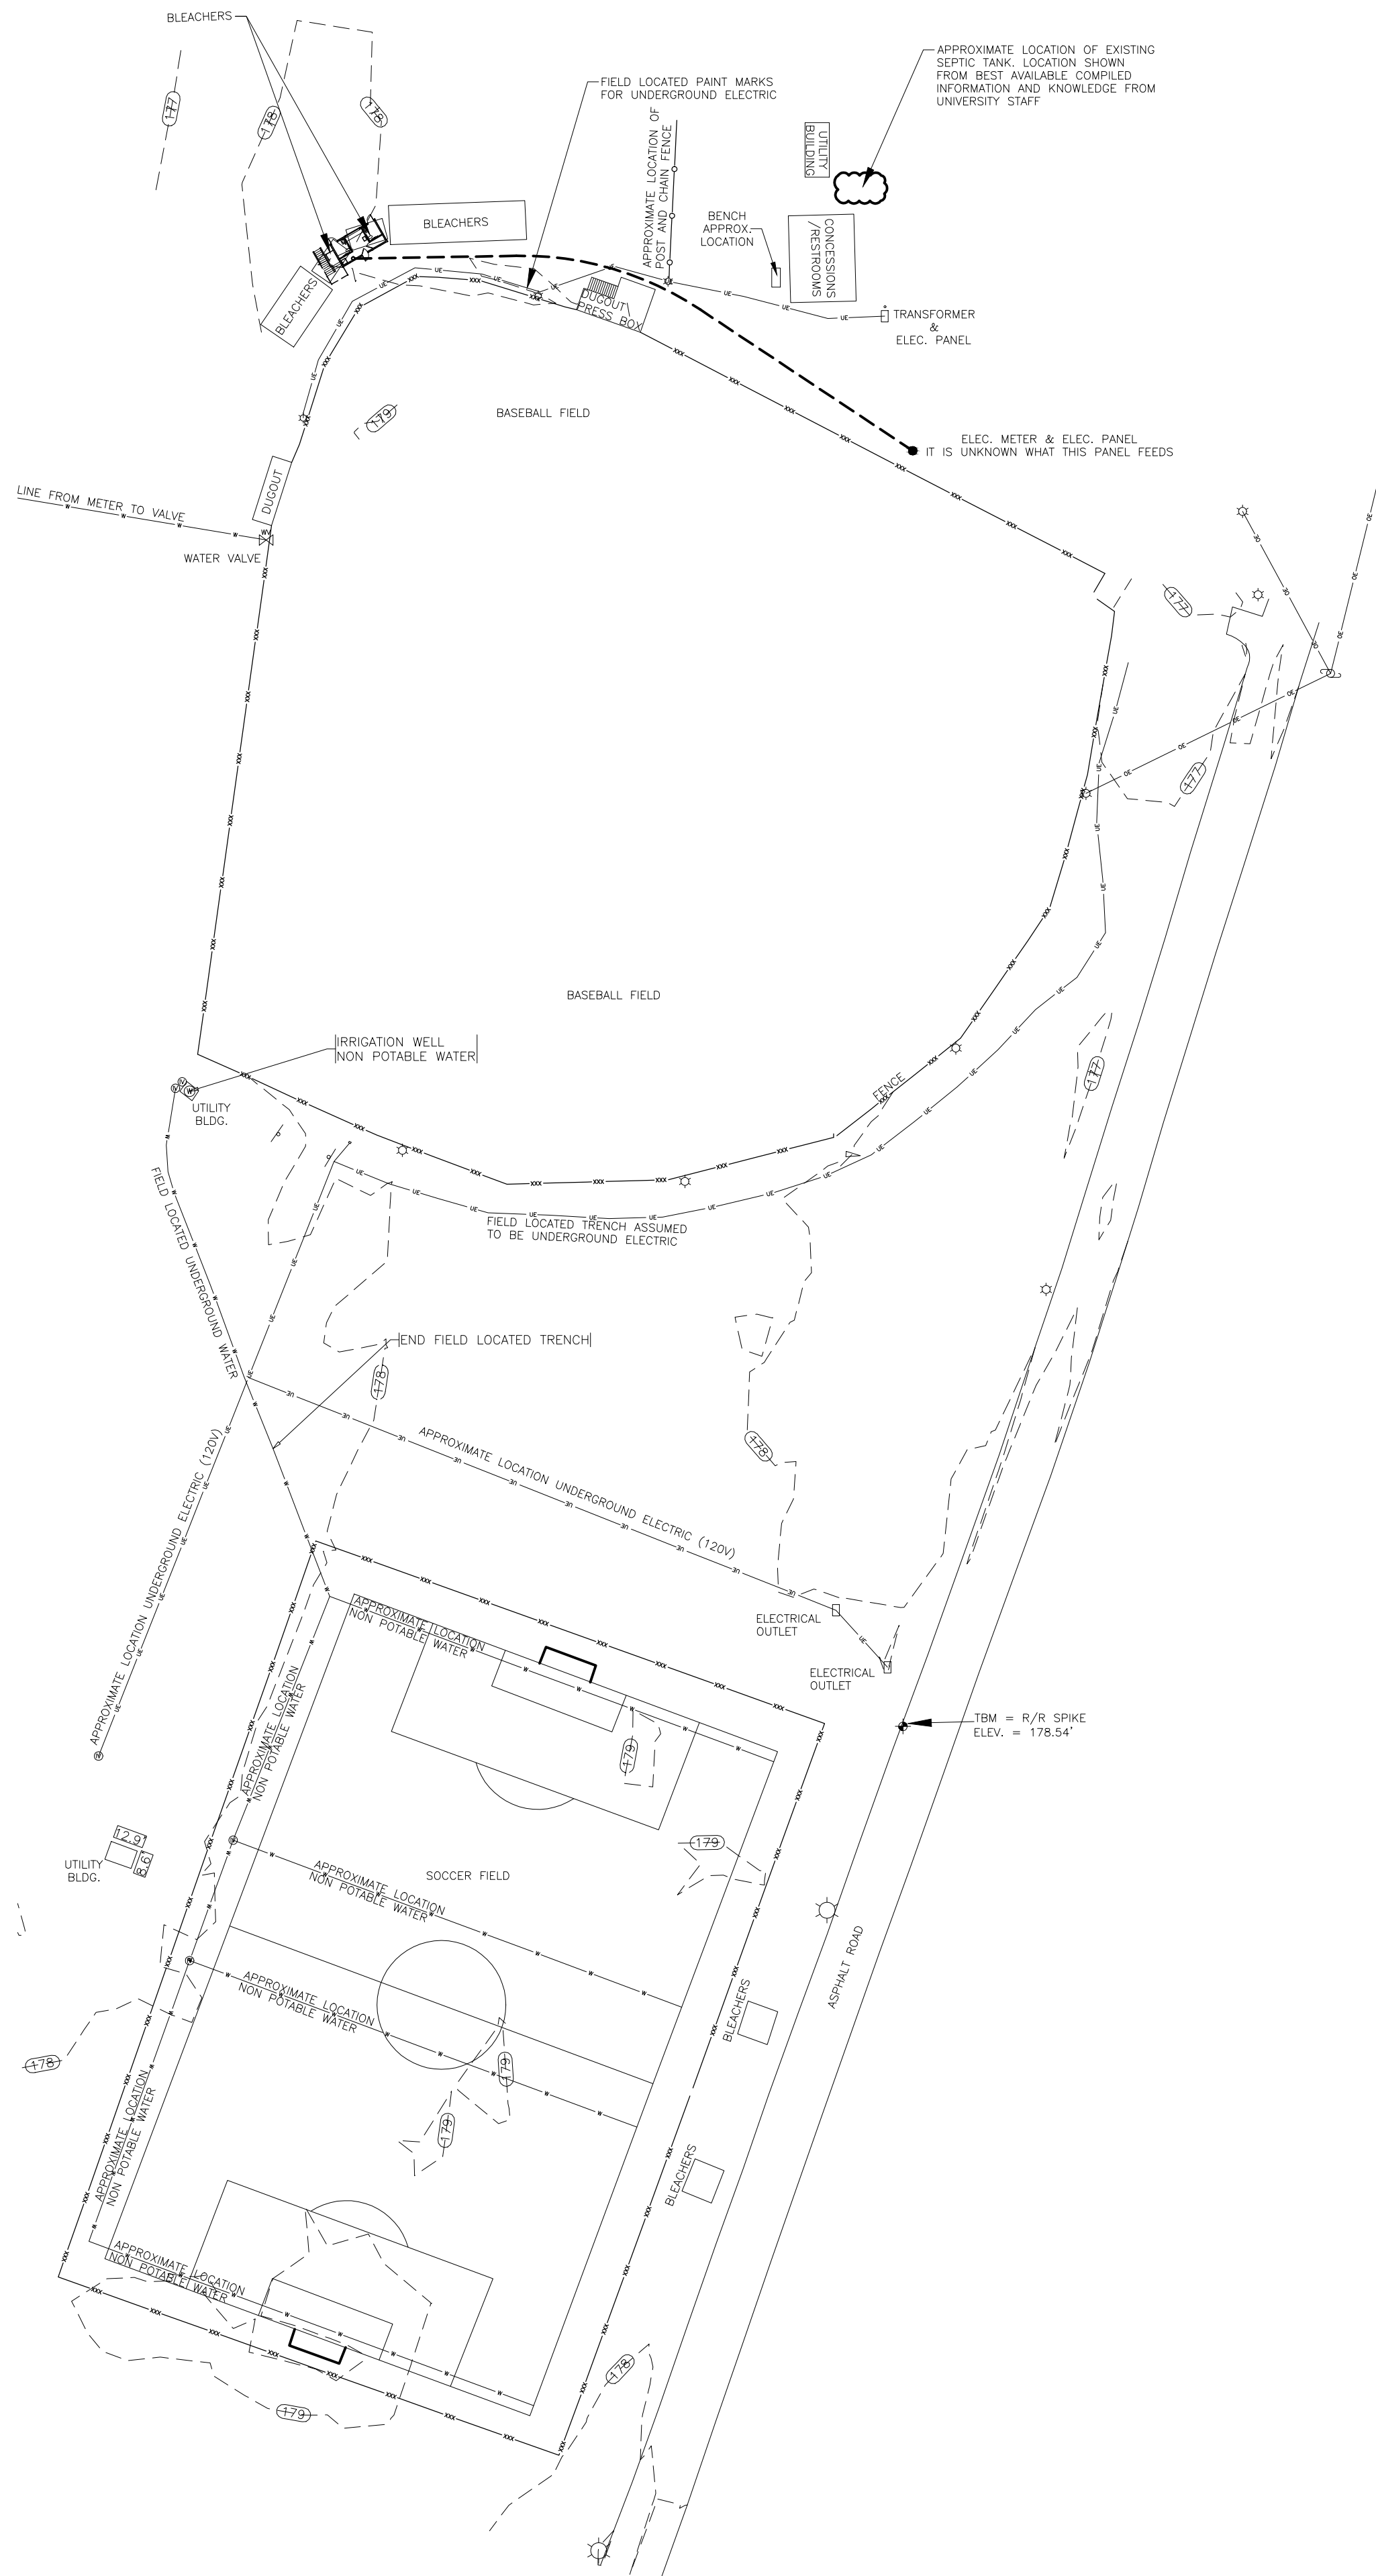 BLEACHERS
APPROXIMATE LOCATION OF EXISTING
SEPTIC TANK. LOCATION SHOWN
FROM BEST AVAILABLE COMPILED
INFORMATION AND KNOWLEDGE FROM
UNIVERSITY STAFF
FIELD LOCATED PAINT MARKS
FOR UNDERGROUND ELECTRIC
177
178
178
APPROXIMATE LOCATION OF
POST AND CHAIN FENCE
UTILITY
BUILDING
BLEACHERS
BENCH
APPROX.
LOCATION
CONCESSIONS
/RESTROOMS
BLEACHERS
DUGOUT\
PRESS BOX
TRANSFORMER
&
ELEC. PANEL
179
BASEBALL FIELD
ELEC. METER & ELEC. PANEL
IT IS UNKNOWN WHAT THIS PANEL FEEDS
DUGOUT
LINE FROM METER TO VALVE
WV
WATER VALVE
177
177
BASEBALL FIELD
IRRIGATION WELL
NON POTABLE WATER
UTILITY
BLDG.
FENCE
177
FIELD LOCATED UNDERGROUND WATER
FIELD LOCATED TRENCH ASSUMED
TO BE UNDERGROUND ELECTRIC
END FIELD LOCATED TRENCH
178
178
APPROXIMATE LOCATION UNDERGROUND ELECTRIC (120V)
APPROXIMATE LOCATION UNDERGROUND ELECTRIC (120V)
ELECTRICAL
OUTLET
ELECTRICAL
OUTLET
APPROXIMATE LOCATION
NON POTABLE WATER
APPROXIMATE LOCATION
NON POTABLE WATER
TBM = R/R SPIKE
ELEV. = 178.54'
179
179
12.9'
8.6'
UTILITY
BLDG.
SOCCER FIELD
APPROXIMATE LOCATION
NON POTABLE WATER
APPROXIMATE LOCATION
NON POTABLE WATER
ASPHALT ROAD
BLEACHERS
178
179
179
APPROXIMATE LOCATION
NON POTABLE WATER
BLEACHERS
APPROXIMATE LOCATION
NON POTABLE WATER
178
179